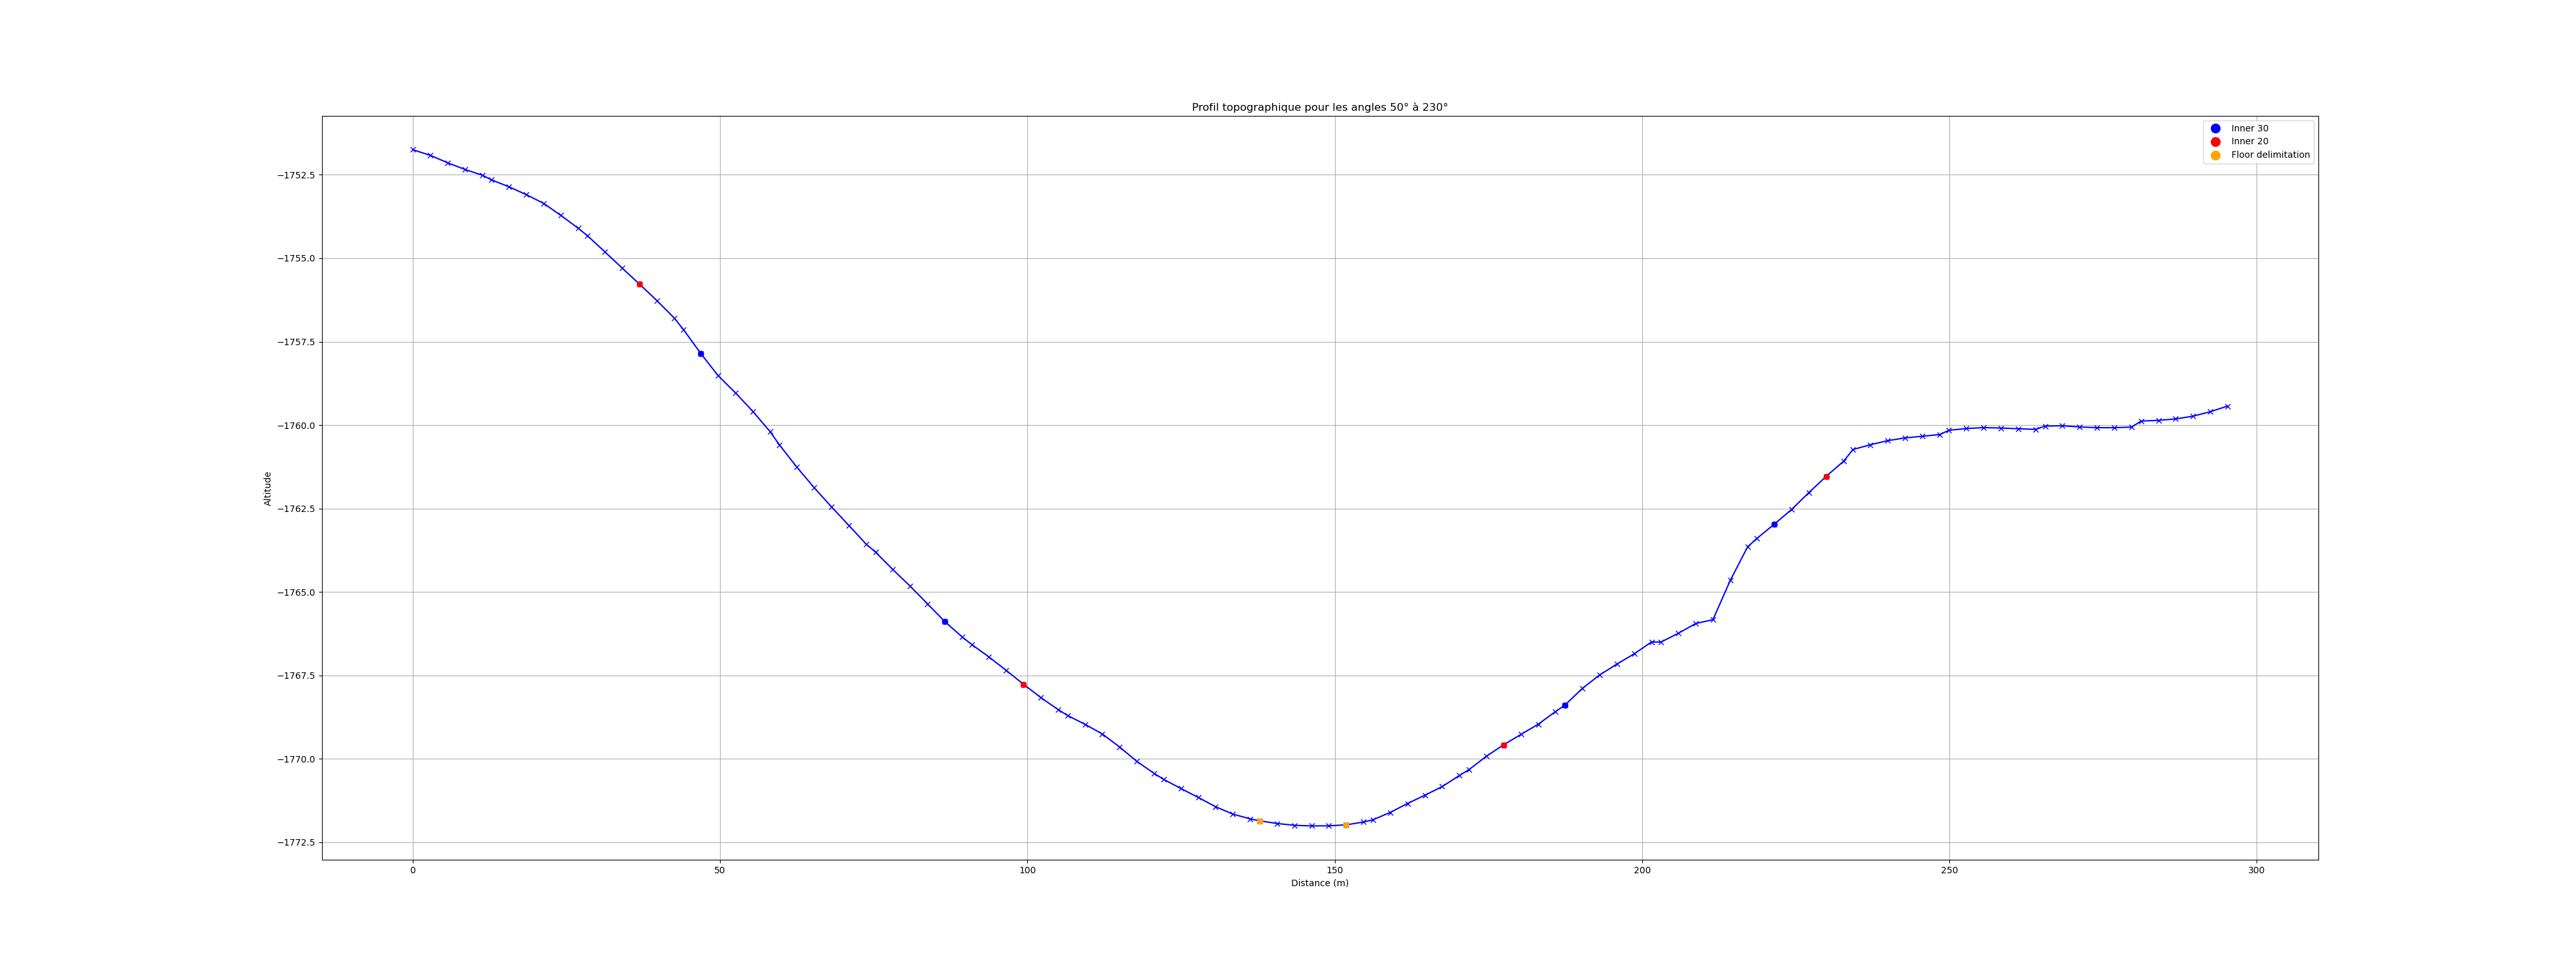 Profil topographique pour les angles 50° à 230°
Inner 30
Inner 20
Floor delimitation
−1752.5
−1755.0
−1757.5
−1760.0
−1762.5
−1765.0
−1767.5
−1770.0
−1772.5
Altitude
0 50 100 150 200 250 300
Distance (m)